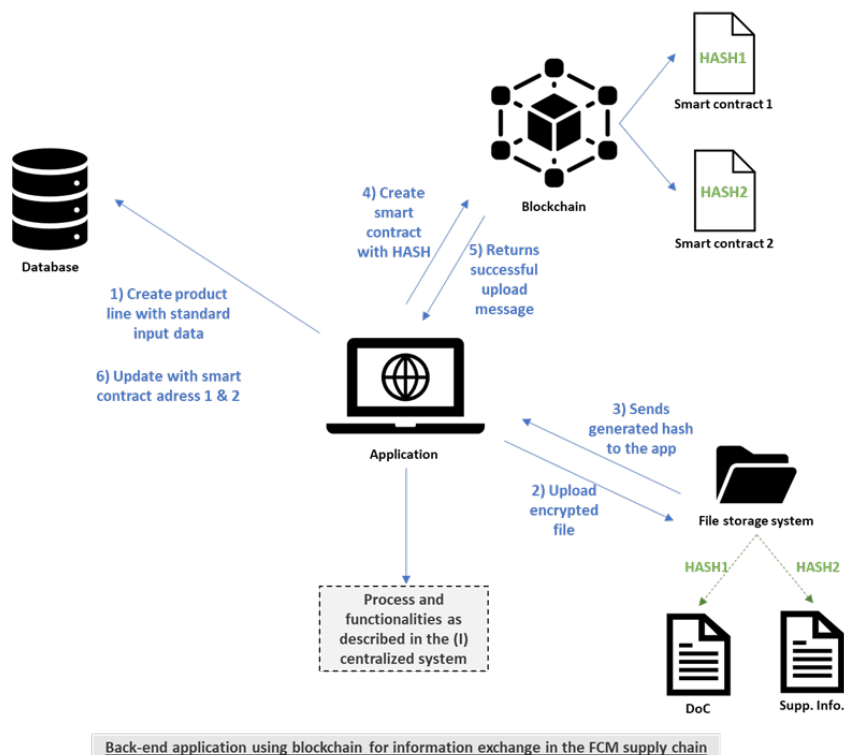 HASH1
Smart contract 1
HASH2
Smart contract 2
Blockchain
4) Create
smart
contract
with HASH
5) Returns
successful
upload
message
Database
1) Create product
line with standard
input data
6) Update with smart
contract adress 1 & 2
Application
3) Sends
generated hash
to the app
2) Upload
encrypted
file
File storage system
HASH1
HASH2
DoC
Supp. Info.
Process and
functionalities as
described in the (I)
centralized system
Back-end application using blockchain for information exchange in the FCM supply chain